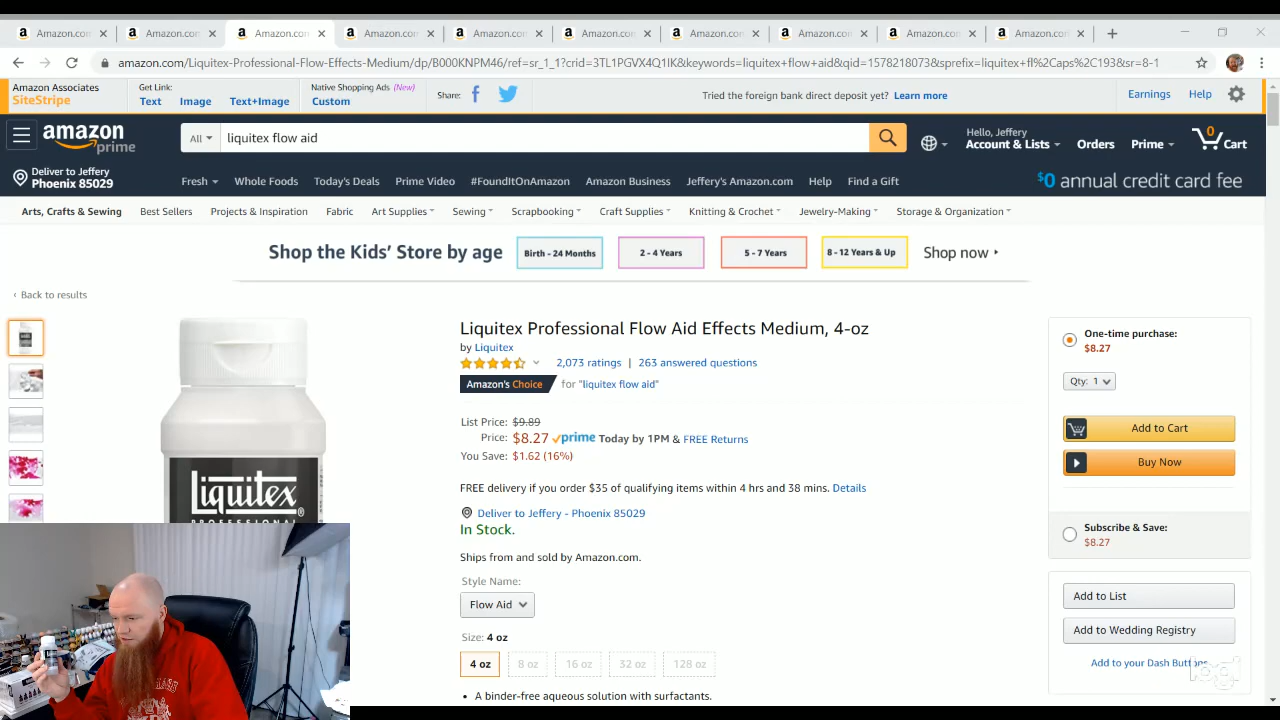 Amazon.com × Amazon.com × Amazon.com × Amazon.com × Amazon.com × Amazon.com × Amazon.com × Amazon.com × Amazon.com × Amazon.com × +
amazon.com/Liquitex-Professional-Flow-Effects-Medium/dp/B000KNPM46/ref=sr_1_1?crid=3TL1PGVX4Q1IK&keywords=liquitex+flow+aid&qid=1578218073&sprefix=liquitex+fl%2Caps%2C193&sr=8-1
Amazon Associates
SiteStripe
Get Link:
Text Image Text+Image
Native Shopping Ads (New)
Custom
Share:
Tried the foreign bank direct deposit yet? Learn more
Earnings Help
amazon
prime
All
liquitex flow aid
Hello, Jeffery
Account & Lists Orders Prime
0
Cart
Deliver to Jeffery
Phoenix 85029
Fresh Whole Foods Today's Deals Prime Video #FoundItOnAmazon Amazon Business Jeffery's Amazon.com Help Find a Gift
$0 annual credit card fee
Arts, Crafts & Sewing Best Sellers Projects & Inspiration Fabric Art Supplies Sewing Scrapbooking Craft Supplies Knitting & Crochet Jewelry-Making Storage & Organization
Shop the Kids' Store by age Birth - 24 Months 2 - 4 Years 5 - 7 Years 8 - 12 Years & Up Shop now
‹ Back to results
Liquitex®
PROFESSIONAL
Liquitex Professional Flow Aid Effects Medium, 4-oz
by Liquitex
2,073 ratings | 263 answered questions
Amazon's Choice for "liquitex flow aid"
List Price: $9.89
Price: $8.27 prime Today by 1PM & FREE Returns
You Save: $1.62 (16%)
FREE delivery if you order $35 of qualifying items within 4 hrs and 38 mins. Details
Deliver to Jeffery - Phoenix 85029
In Stock.
Ships from and sold by Amazon.com.
Style Name:
Flow Aid
Size: 4 oz
4 oz 8 oz 16 oz 32 oz 128 oz
• A binder-free aqueous solution with surfactants.
One-time purchase:
$8.27
Qty: 1
Add to Cart
Buy Now
Subscribe & Save:
$8.27
Add to List
Add to Wedding Registry
Add to your Dash Buttons
logi